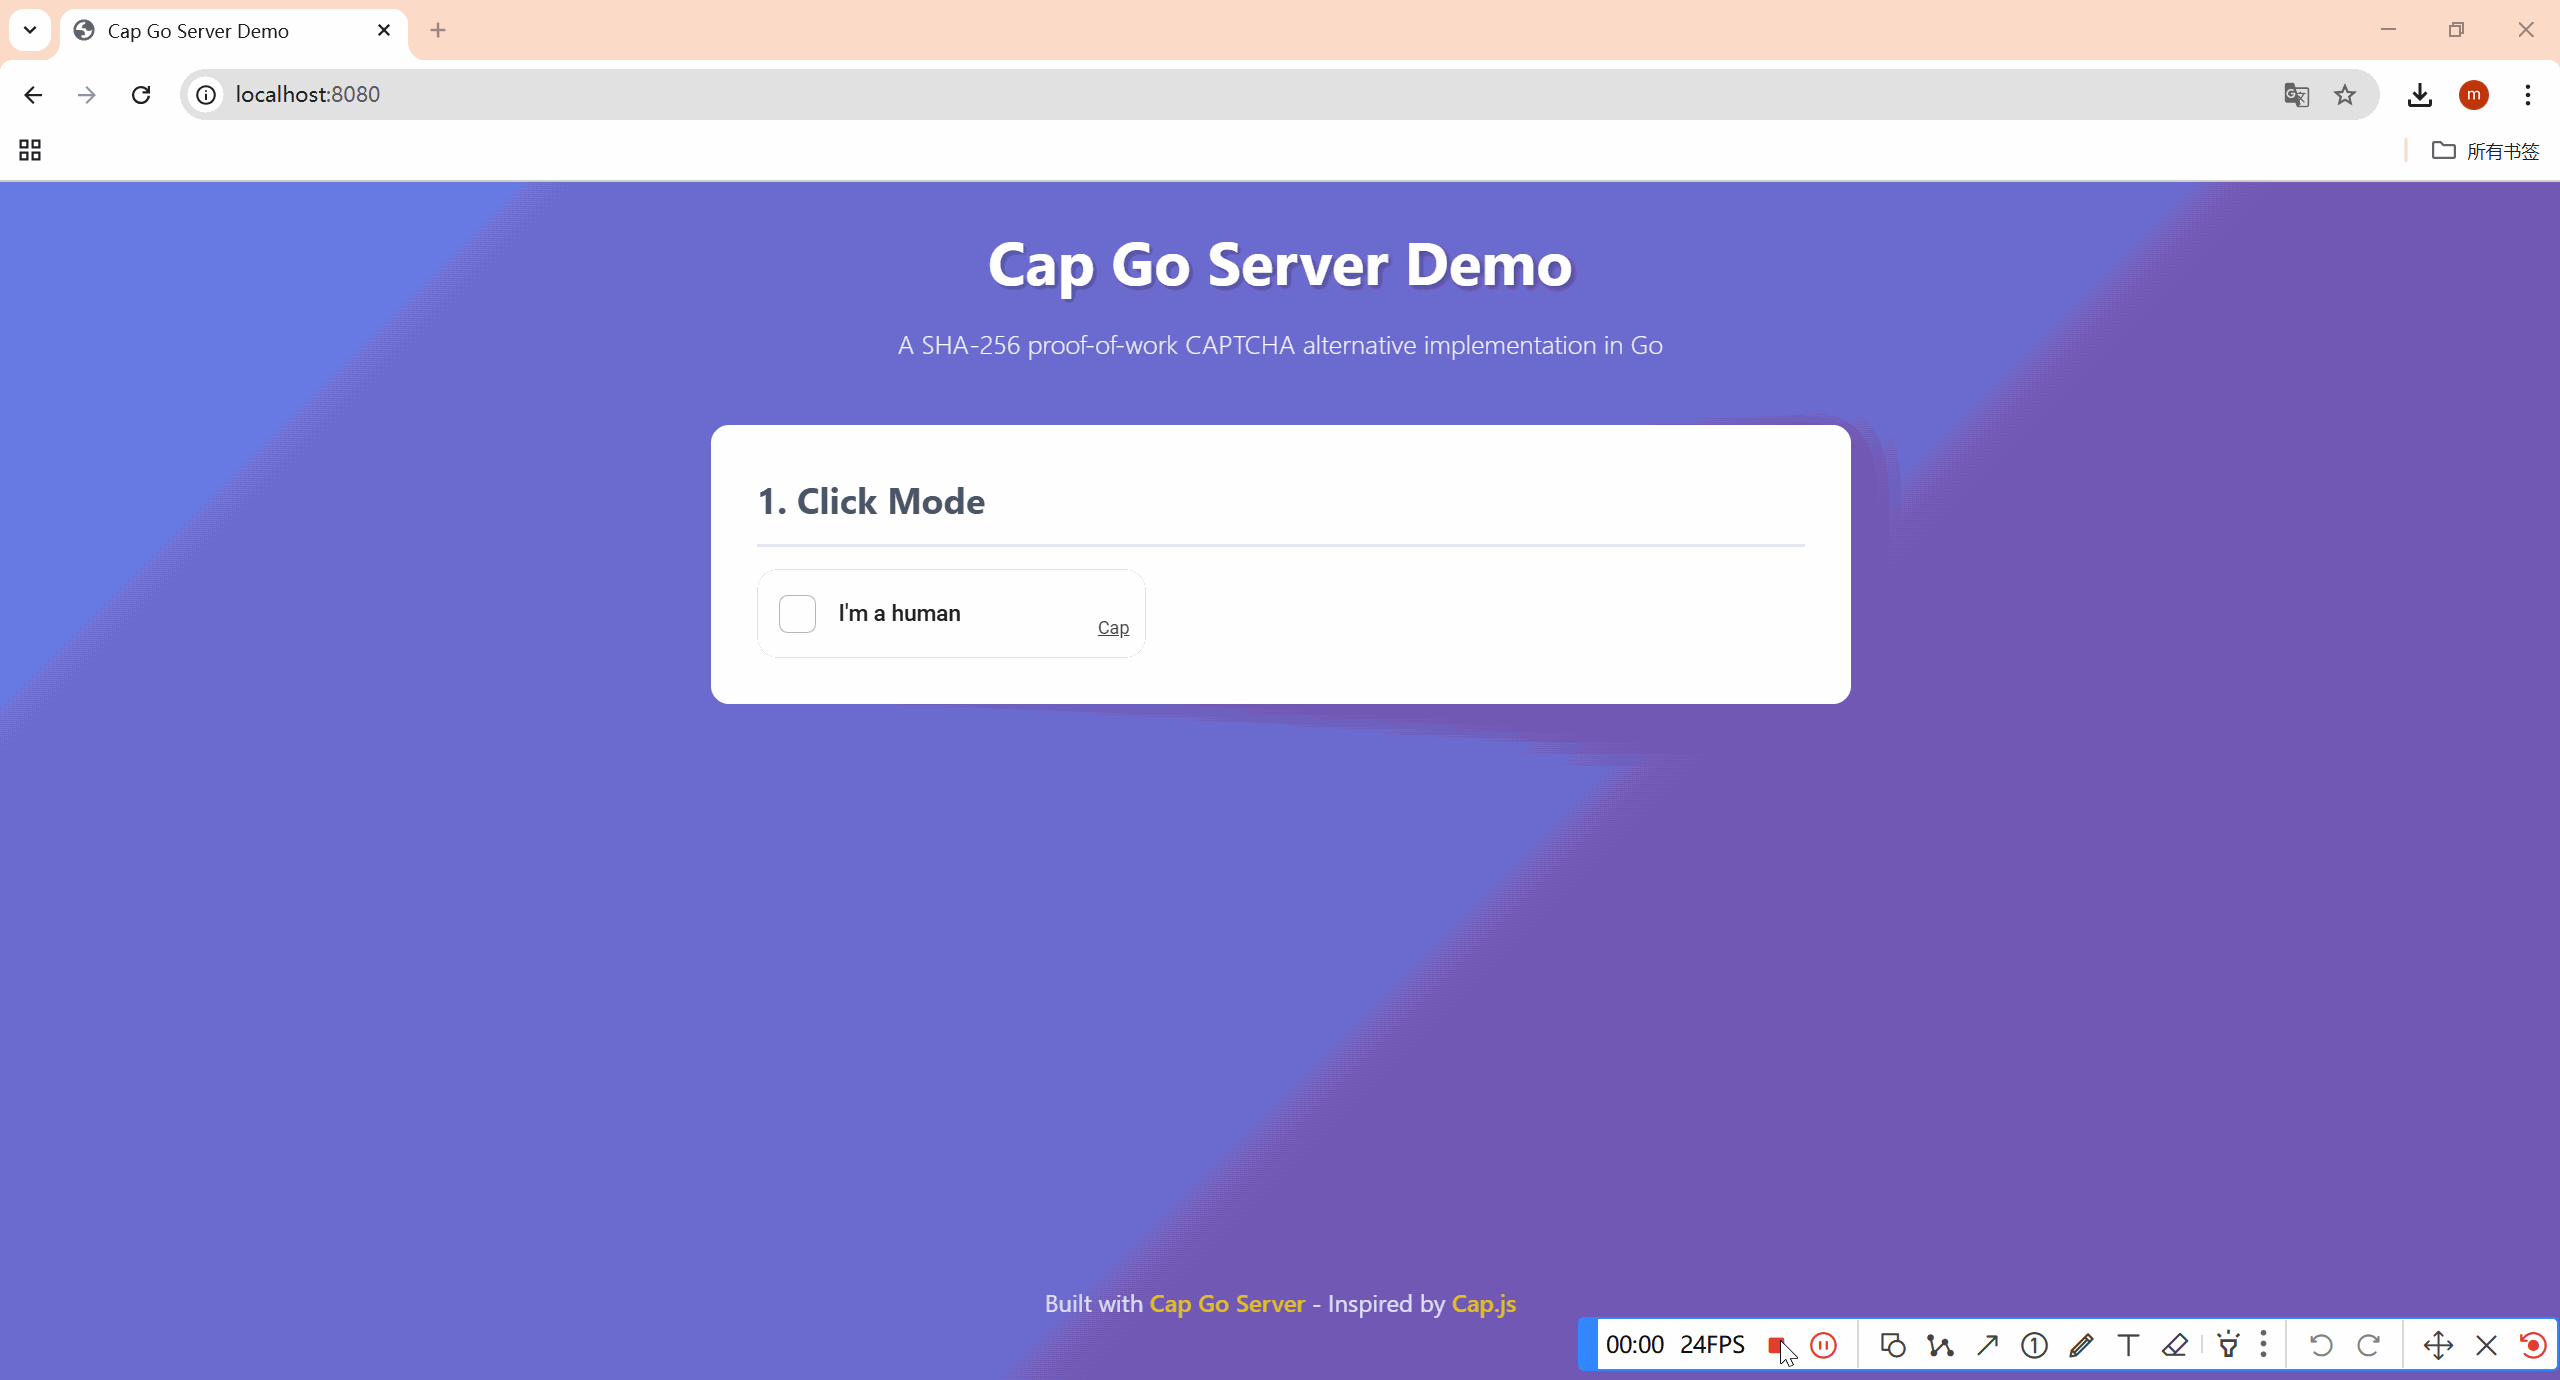 Cap Go Server Demo
localhost:8080
m
所有书签
Cap Go Server Demo
A SHA-256 proof-of-work CAPTCHA alternative implementation in Go
1. Click Mode
I'm a human
Cap
Built with Cap Go Server - Inspired by Cap.js
00:00 24FPS